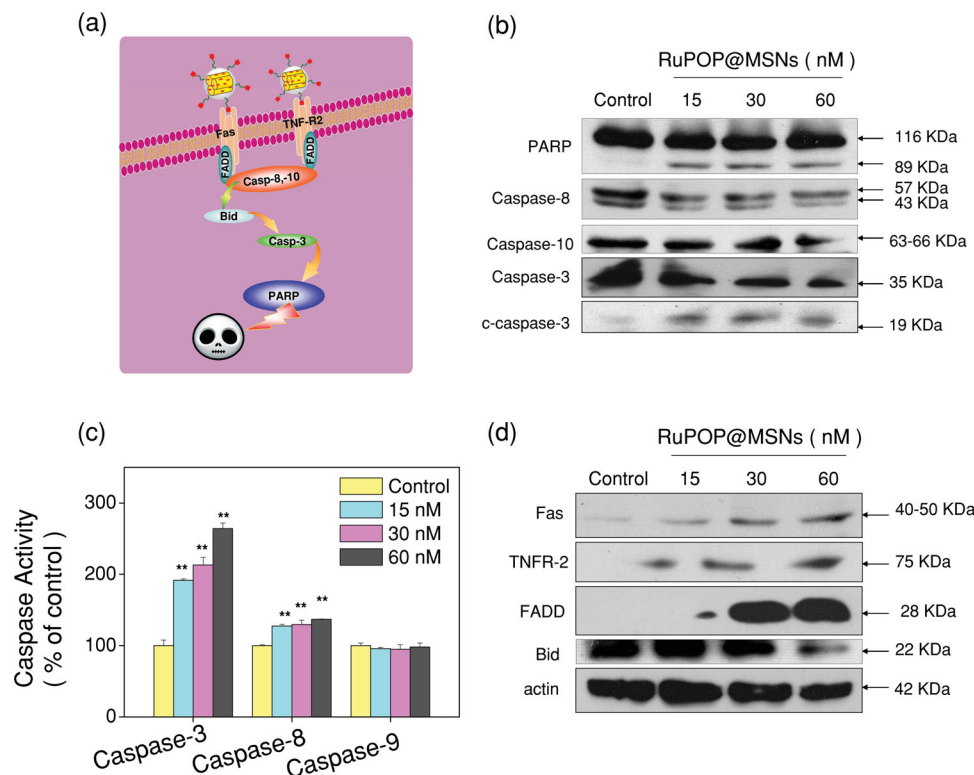 (a)
Fas
TNF-R2
FADD
FADD
Casp-8,-10
Bid
Casp-3
PARP
(b)
RuPOP@MSNs ( nM )
Control 15 30 60
PARP
116 KDa
89 KDa
Caspase-8
57 KDa
43 KDa
Caspase-10
63-66 KDa
Caspase-3
35 KDa
c-caspase-3
19 KDa
(c)
Caspase Activity
( % of control )
300
200
100
0
Control
15 nM
30 nM
60 nM
** ** **
** ** **
Caspase-3
Caspase-8
Caspase-9
(d)
RuPOP@MSNs ( nM )
Control 15 30 60
Fas
40-50 KDa
TNFR-2
75 KDa
FADD
28 KDa
Bid
22 KDa
actin
42 KDa